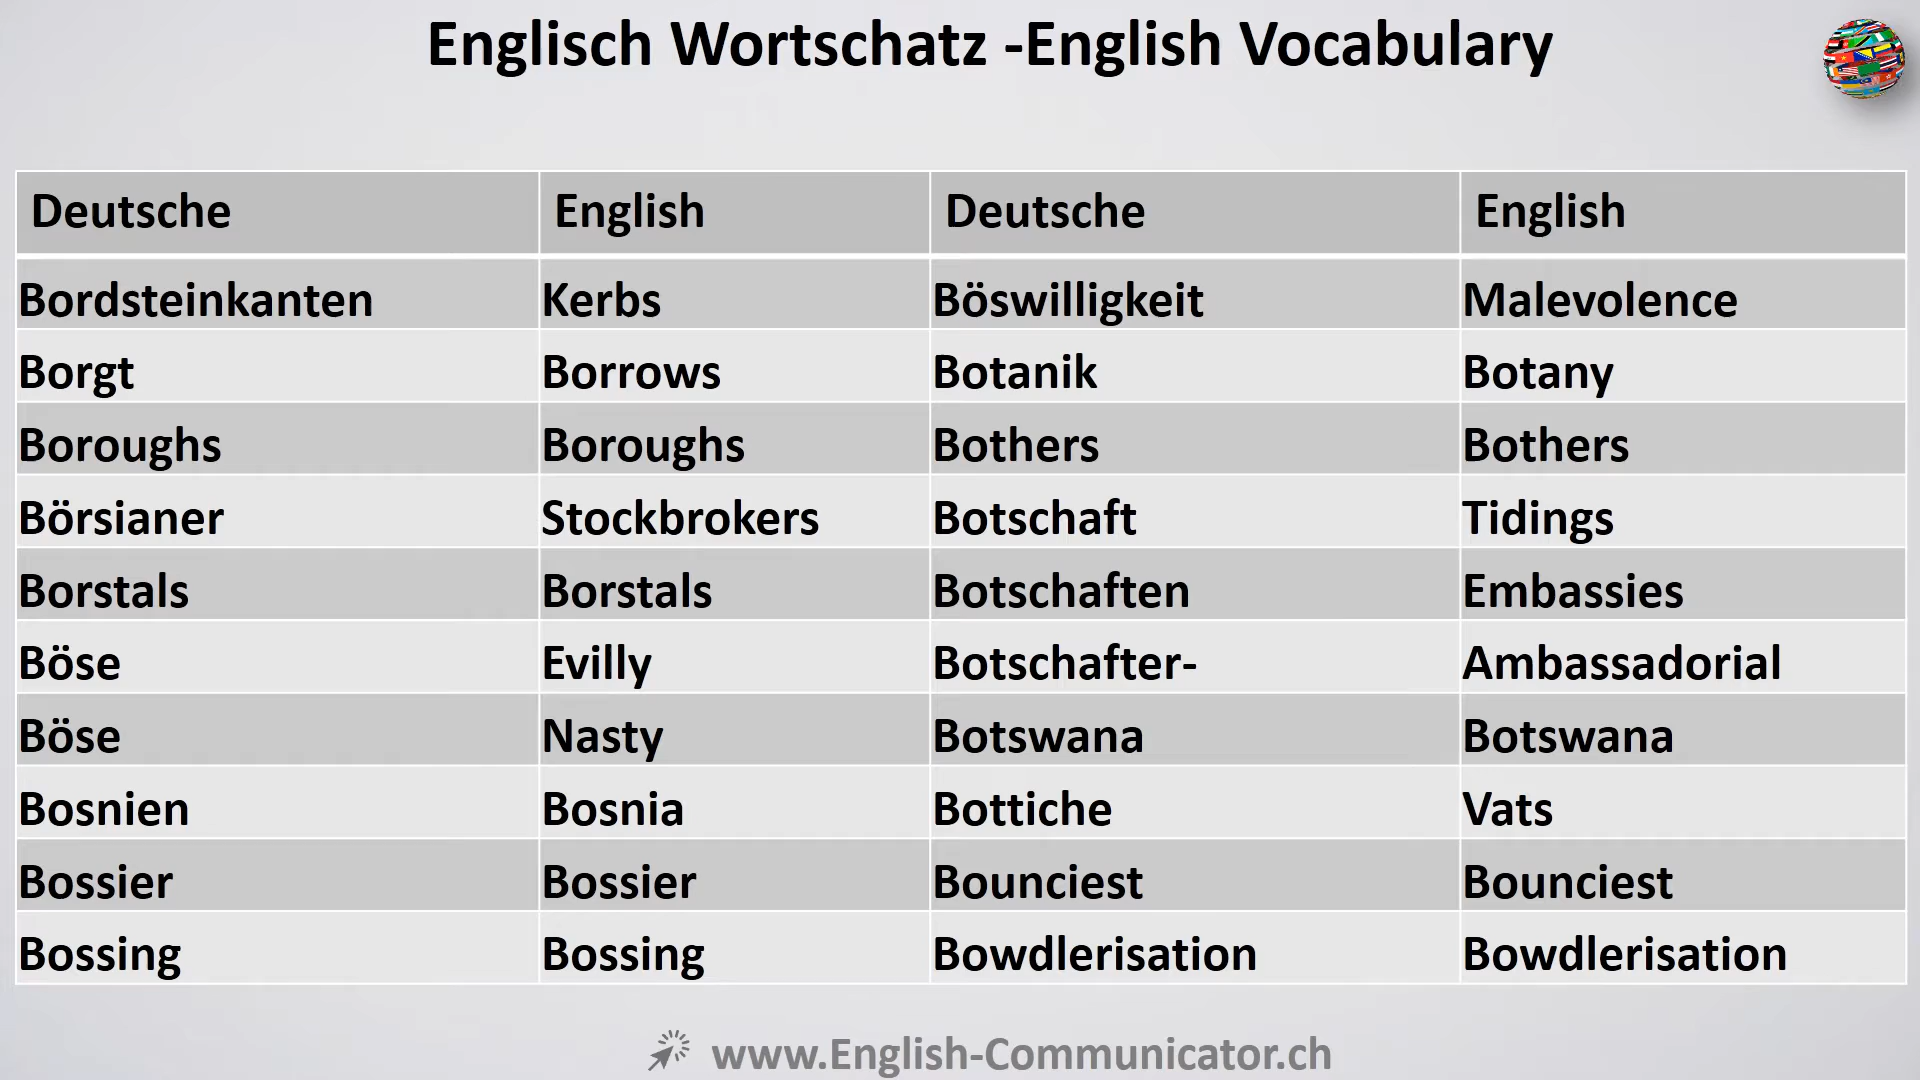 Englisch Wortschatz -English Vocabulary
Deutsche English Deutsche English
Bordsteinkanten Kerbs Böswilligkeit Malevolence
Borgt Borrows Botanik Botany
Boroughs Boroughs Bothers Bothers
Börsianer Stockbrokers Botschaft Tidings
Borstals Borstals Botschaften Embassies
Böse Evilly Botschafter- Ambassadorial
Böse Nasty Botswana Botswana
Bosnien Bosnia Bottiche Vats
Bossier Bossier Bounciest Bounciest
Bossing Bossing Bowdlerisation Bowdlerisation
www.English-Communicator.ch